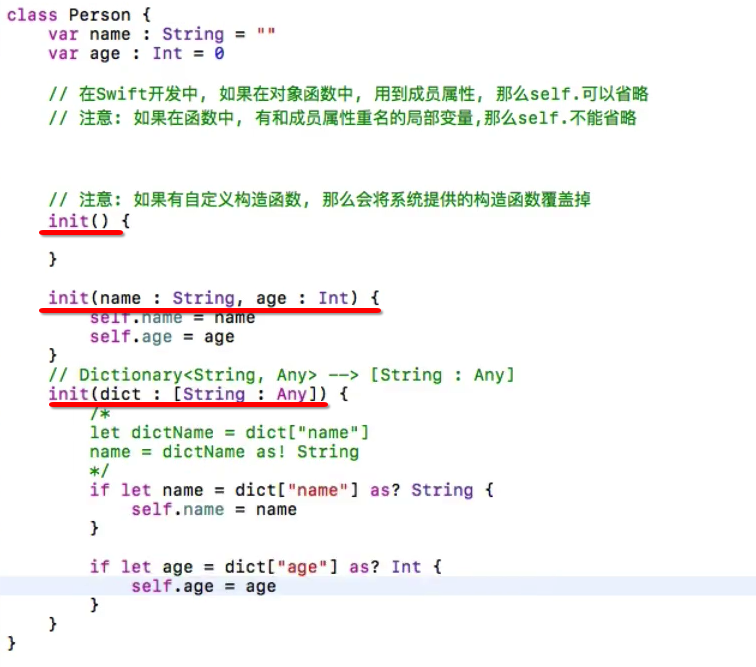 class Person {
var name : String = ""
var age : Int = 0
// 在Swift开发中, 如果在对象函数中, 用到成员属性, 那么self.可以省略
// 注意: 如果在函数中, 有和成员属性重名的局部变量,那么self.不能省略
// 注意: 如果有自定义构造函数, 那么会将系统提供的构造函数覆盖掉
init() {
}
init(name : String, age : Int) {
self.name = name
self.age = age
}
// Dictionary<String, Any> --> [String : Any]
init(dict : [String : Any]) {
/*
let dictName = dict["name"]
name = dictName as! String
*/
if let name = dict["name"] as? String {
self.name = name
}
if let age = dict["age"] as? Int {
self.age = age
}
}
}